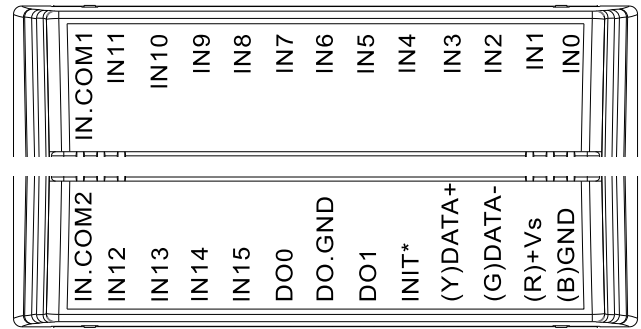 IN.COM1
IN11
IN10
IN9
IN8
IN7
IN6
IN5
IN4
IN3
IN2
IN1
IN0
IN.COM2
IN12
IN13
IN14
IN15
DO0
DO.GND
DO1
INIT*
(Y)DATA+
(G)DATA-
(R)+Vs
(B)GND